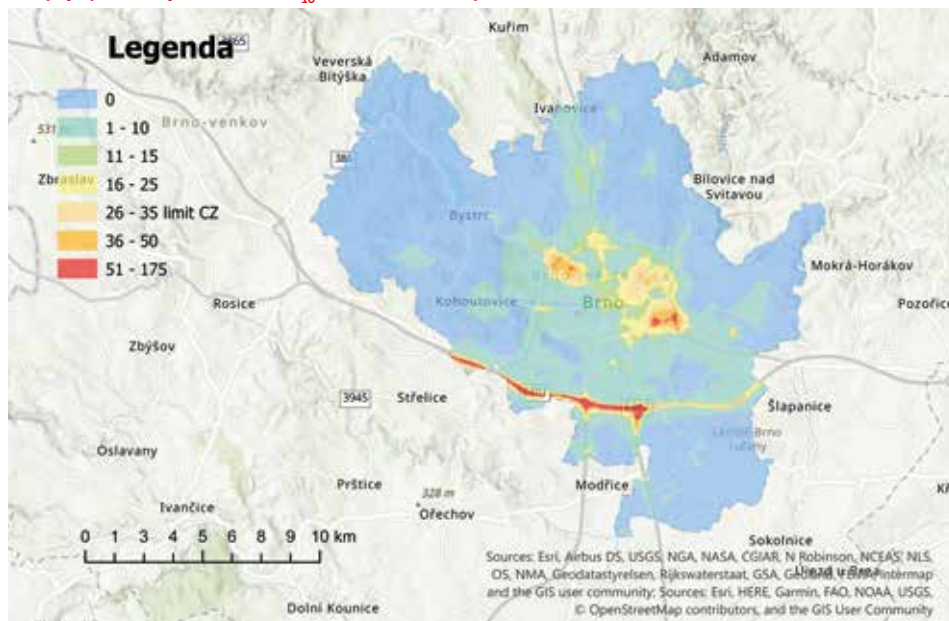 10
Legenda
0
1 - 10
11 - 15
16 - 25
26 - 35 limit CZ
36 - 50
51 - 175
Kuřim
Veverská
Bítýška
Adamov
Ivanovice
Brno-venkov
531 m
Zbraslav
Bílovice nad
Svitavou
Bystrc
Mokrá-Horákov
Kohoutovice
Brno
Rosice
Pozořice
Zbýšov
3945
Střelice
Šlapanice
Oslavany
Prštice
Modřice
328 m
Ořechov
Ivančice
0 1 2 3 4 5 6 7 8 9 10 km
Sokolnice
Dolní Kounice
Sources: Esri, Airbus DS, USGS, NGA, NASA, CGIAR, N Robinson, NCEAS, NLS,
OS, NMA, Geodatastyrelsen, Rijkswaterstaat, GSA, Geoland, FEMA, Intermap
and the GIS user community; Sources: Esri, HERE, Garmin, FAO, NOAA, USGS,
© OpenStreetMap contributors, and the GIS User Community